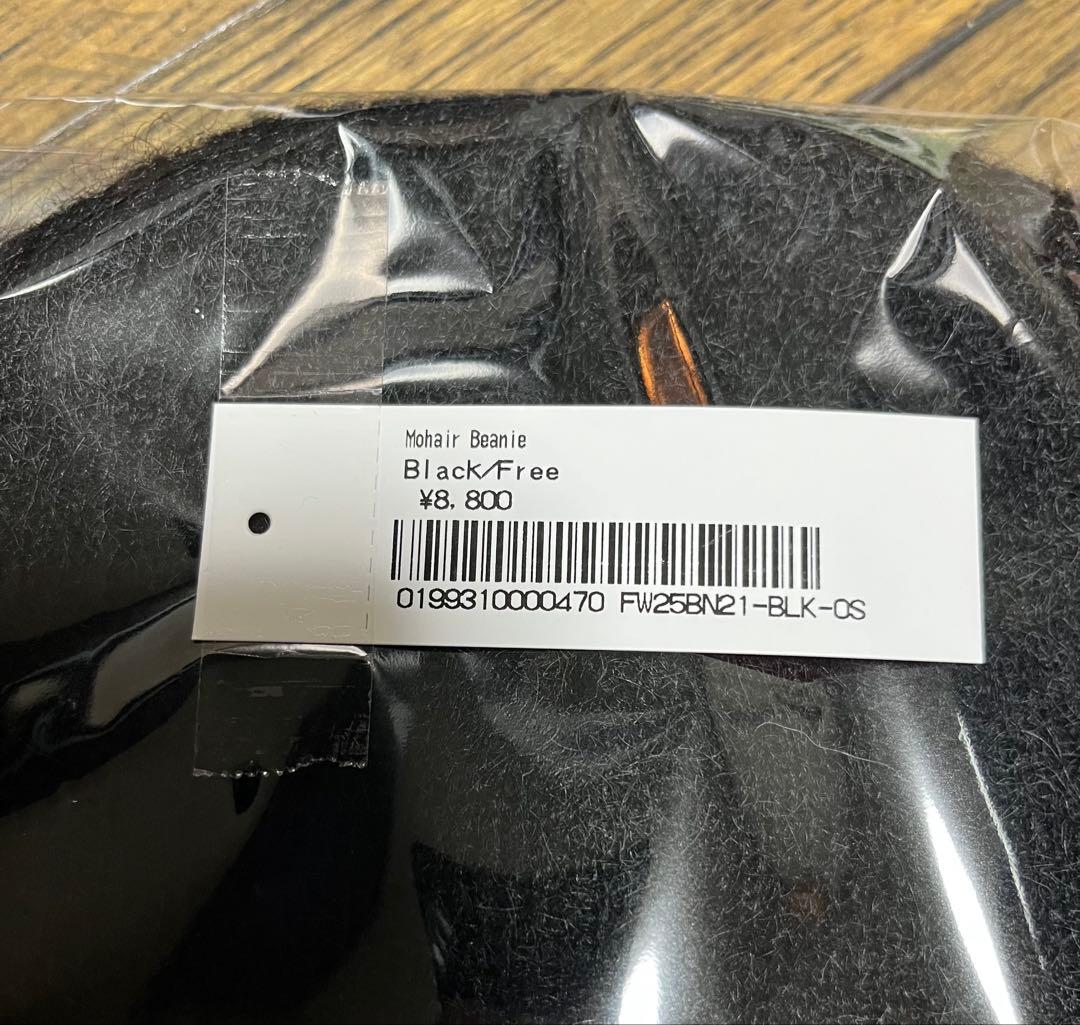 Mohair Beanie
Black/Free
¥8,800
0199310000470 FW25BN21-BLK-OS